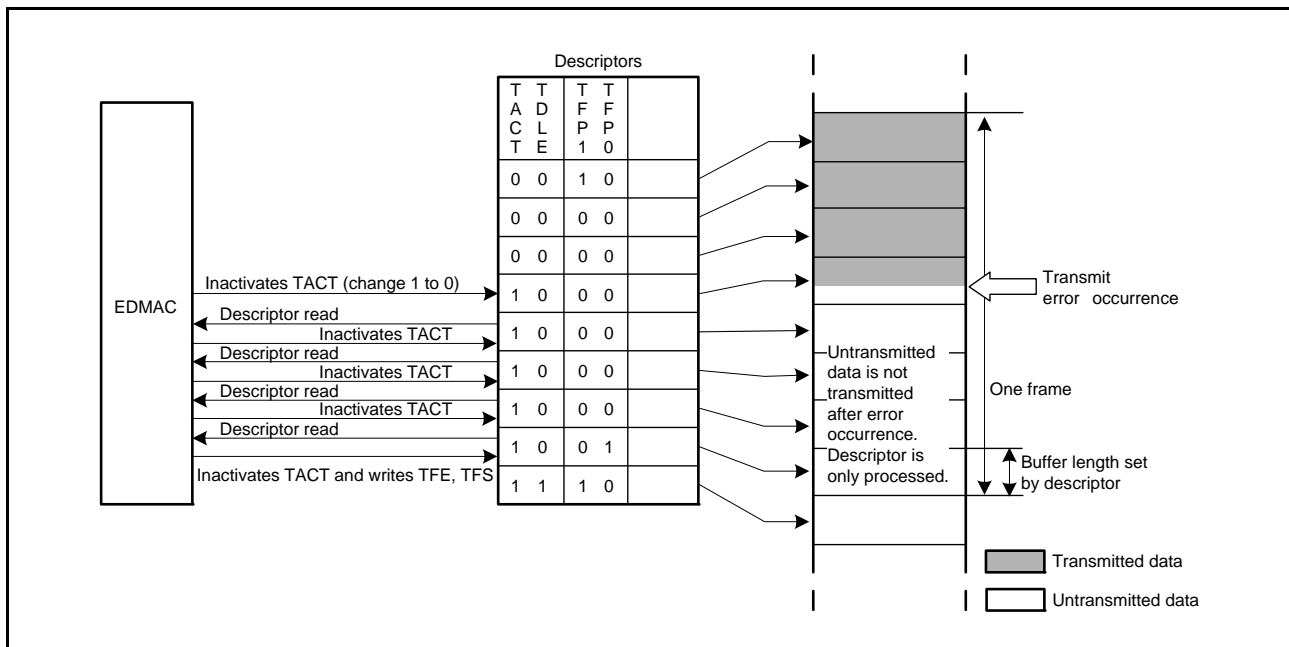 Descriptors
TACT TDLE TFP1 TFP0
0 0 1 0
0 0 0 0
0 0 0 0
1 0 0 0
1 0 0 0
1 0 0 0
1 0 0 0
1 0 0 1
1 1 1 0
EDMAC
Inactivates TACT (change 1 to 0)
Descriptor read
Inactivates TACT
Descriptor read
Inactivates TACT
Descriptor read
Inactivates TACT
Descriptor read
Inactivates TACT and writes TFE, TFS
Untransmitted
data is not
transmitted
after error
occurrence.
Descriptor is
only processed.
Transmit
error occurrence
One frame
Buffer length set
by descriptor
Transmitted data
Untransmitted data